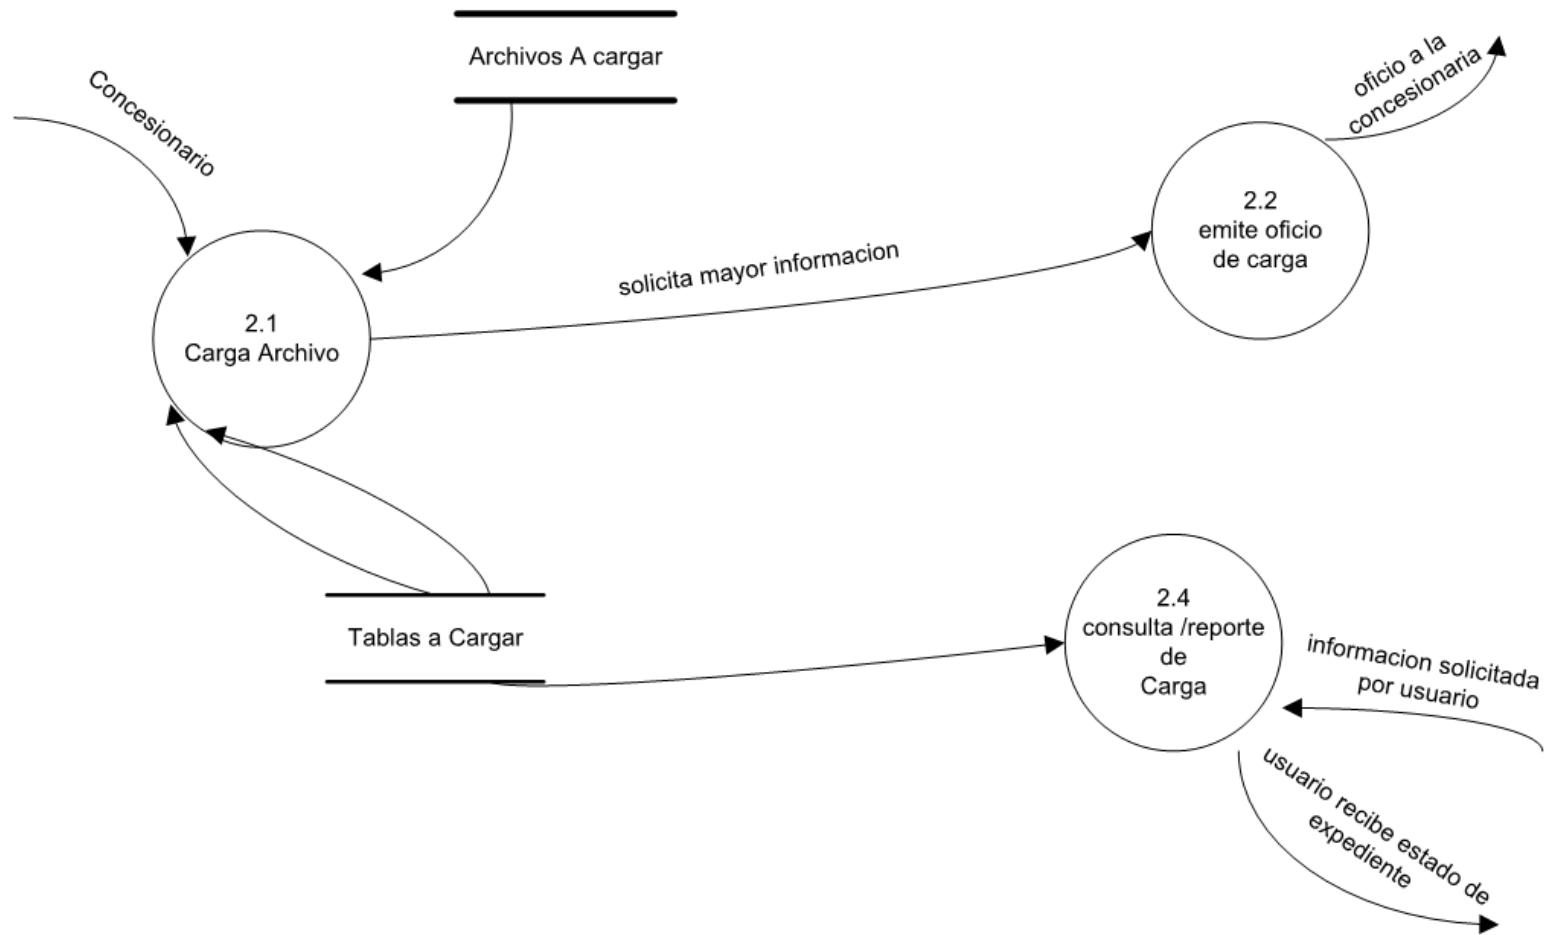 Archivos A cargar
Concesionario
oficio a la
concesionaria
2.2
emite oficio
de carga
solicita mayor informacion
2.1
Carga Archivo
Tablas a Cargar
2.4
consulta /reporte
de
Carga
informacion solicitada
por usuario
usuario recibe estado de
expediente